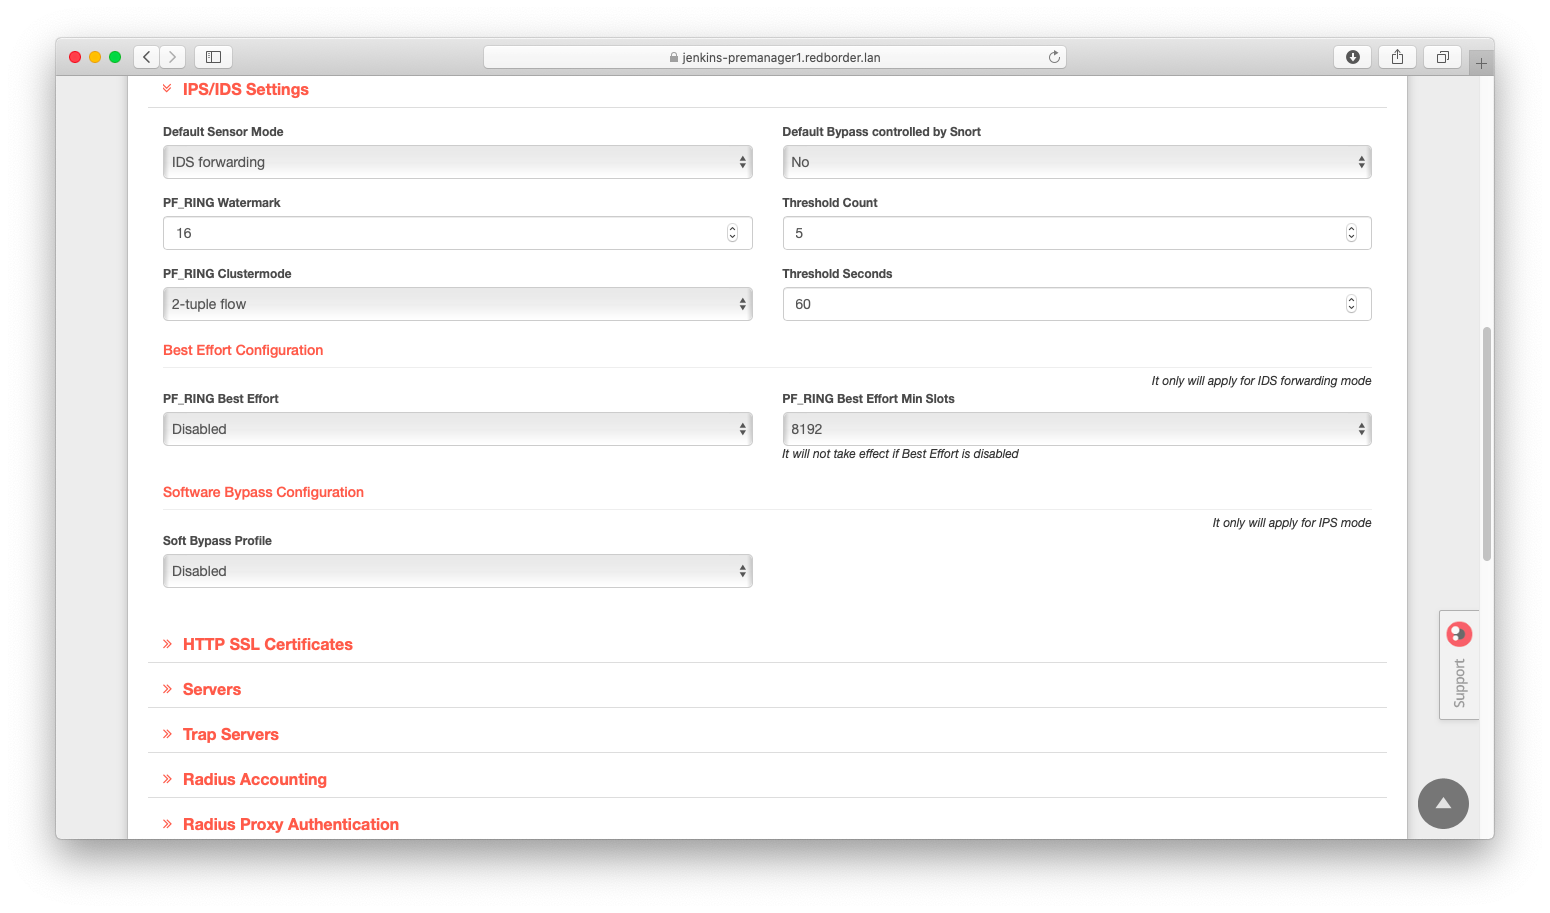 jenkins-premanager1.redborder.lan
IPS/IDS Settings
Default Sensor Mode
Default Bypass controlled by Snort
IDS forwarding
No
PF_RING Watermark
Threshold Count
16
5
PF_RING Clustermode
Threshold Seconds
2-tuple flow
60
Best Effort Configuration
It only will apply for IDS forwarding mode
PF_RING Best Effort
PF_RING Best Effort Min Slots
Disabled
8192
It will not take effect if Best Effort is disabled
Software Bypass Configuration
It only will apply for IPS mode
Soft Bypass Profile
Disabled
HTTP SSL Certificates
Servers
Trap Servers
Radius Accounting
Radius Proxy Authentication
Support